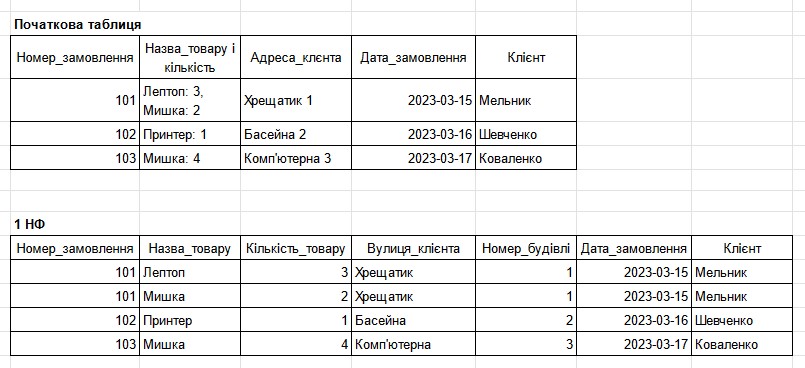 Початкова таблиця
Номер_замовлення Назва_товару і кількість Адреса_клєнта Дата_замовлення Клієнт
101 Лептоп: 3, Мишка: 2 Хрещатик 1 2023-03-15 Мельник
102 Принтер: 1 Басейна 2 2023-03-16 Шевченко
103 Мишка: 4 Комп'ютерна 3 2023-03-17 Коваленко
1 НФ
Номер_замовлення Назва_товару Кількість_товару Вулиця_клієнта Номер_будівлі Дата_замовлення Клієнт
101 Лептоп 3 Хрещатик 1 2023-03-15 Мельник
101 Мишка 2 Хрещатик 1 2023-03-15 Мельник
102 Принтер 1 Басейна 2 2023-03-16 Шевченко
103 Мишка 4 Комп'ютерна 3 2023-03-17 Коваленко